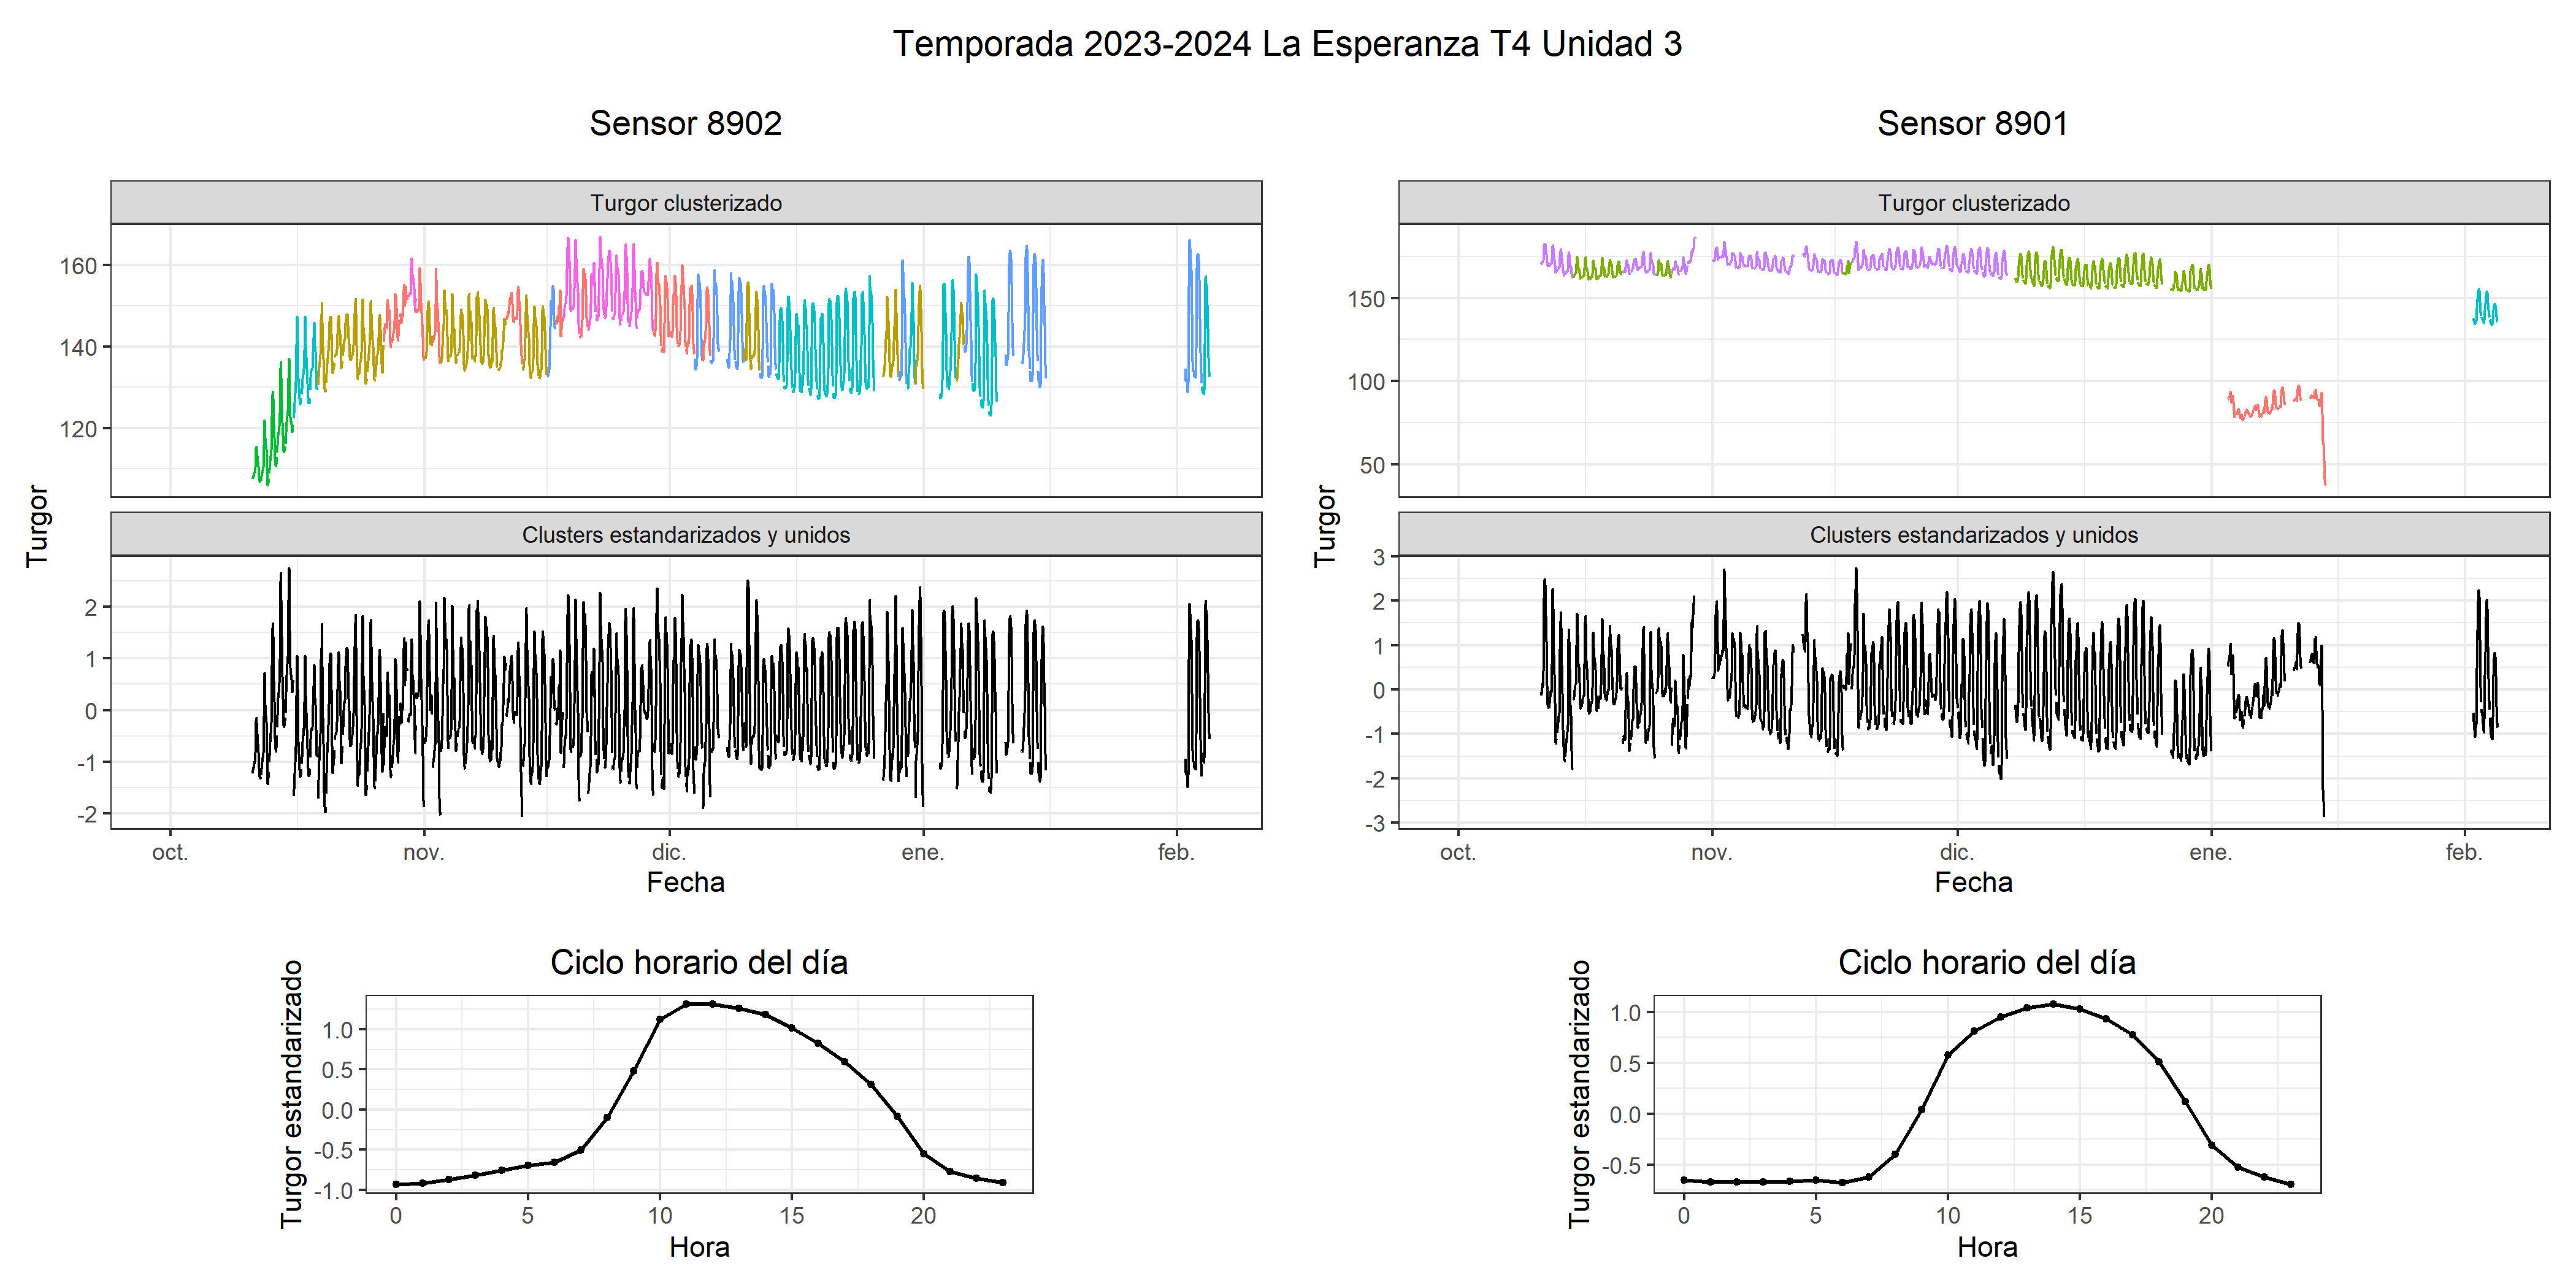 Temporada 2023-2024 La Esperanza T4 Unidad 3
Sensor 8902
Turgor clusterizado
160
140
120
Turgor
Clusters estandarizados y unidos
2
1
0
-1
-2
oct.
nov.
dic.
ene.
feb.
Fecha
Ciclo horario del día
Turgor estandarizado
1.0
0.5
0.0
-0.5
-1.0
0
5
10
15
20
Hora
Sensor 8901
Turgor clusterizado
150
100
50
Turgor
Clusters estandarizados y unidos
3
2
1
0
-1
-2
-3
oct.
nov.
dic.
ene.
feb.
Fecha
Ciclo horario del día
Turgor estandarizado
1.0
0.5
0.0
-0.5
0
5
10
15
20
Hora